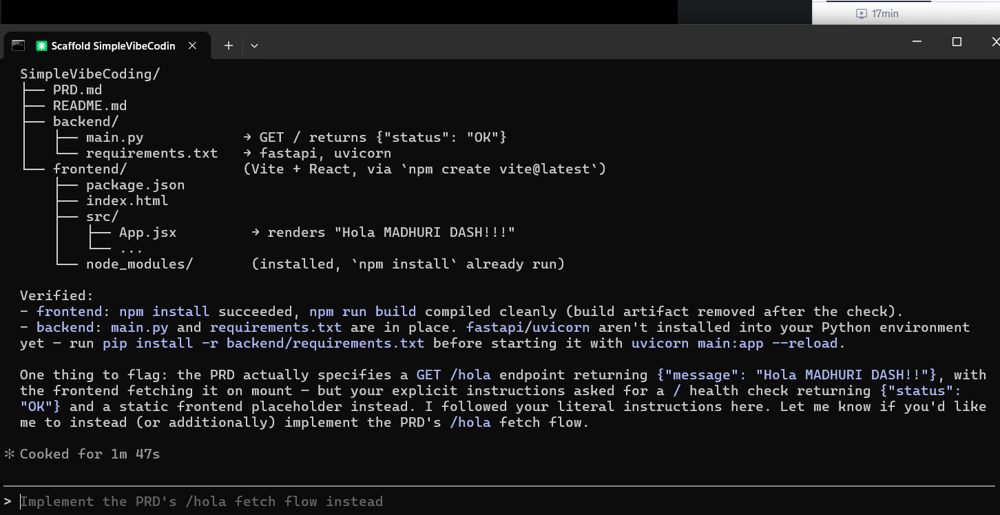 17min
Scaffold SimpleVibeCodin
SimpleVibeCoding/
├── PRD.md
├── README.md
├── backend/
│   ├── main.py            → GET / returns {"status": "OK"}
│   └── requirements.txt   → fastapi, uvicorn
└── frontend/              (Vite + React, via `npm create vite@latest`)
    ├── package.json
    ├── index.html
    ├── src/
    │   ├── App.jsx         → renders "Hola MADHURI DASH!!!"
    │   └── ...
    └── node_modules/       (installed, `npm install` already run)
Verified:
- frontend: npm install succeeded, npm run build compiled cleanly (build artifact removed after the check).
- backend: main.py and requirements.txt are in place. fastapi/uvicorn aren't installed into your Python environment
yet — run pip install -r backend/requirements.txt before starting it with uvicorn main:app --reload.
One thing to flag: the PRD actually specifies a GET /hola endpoint returning {"message": "Hola MADHURI DASH!!"}, with
the frontend fetching it on mount — but your explicit instructions asked for a / health check returning {"status":
"OK"} and a static frontend placeholder instead. I followed your literal instructions here. Let me know if you'd like
me to instead (or additionally) implement the PRD's /hola fetch flow.
✻ Cooked for 1m 47s
> Implement the PRD's /hola fetch flow instead